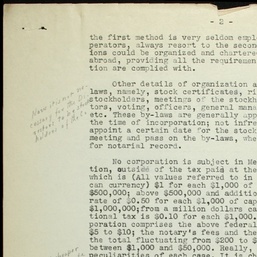 - 2 -
the first method is very seldom empl
perators, always resort to the secon
ions could be organized and chartere
abroad, providing all the requiremen
tion are complied with.
Other details of organization a
laws, namely, stock certificates, ri
stockholders, meetings of the stockh
tors, voting, officers, general mana
etc. These by-laws are generally app
the time of incorporation; not infre
appoint a certain date for the stock
meeting and pass on the by-laws, whe
for notarial record.
No corporation is subject in Me
tion, outside of the tax paid at the
which is (All values referred to in
can currency) $1 for each $1,000 of
$500,000; above $500,000 and additio
rate of $0.50 for each $1,000 of cap
$1,000,000; from a million dollars ca
tional tax is $0.10 for each $1,000.
poration comprises the above federal
$5 to $10; the notary's fees and the
the total fluctuating from $200 to $
between $1,000 and $50,000. Really,
peculiarities of each case. It is ch